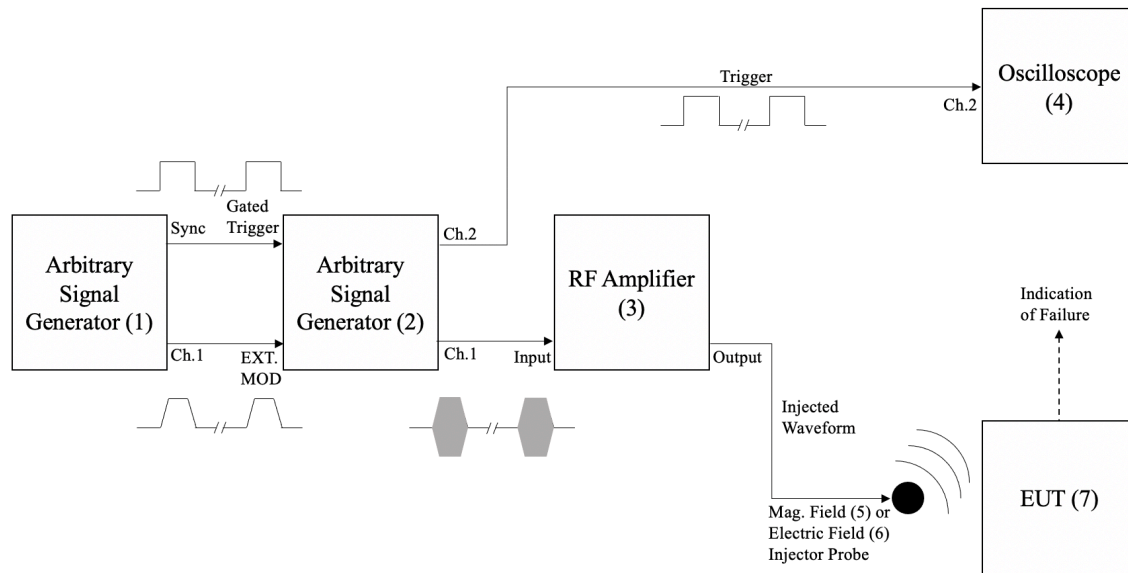 Trigger
Oscilloscope
(4)
Ch.2
Gated
Trigger
Sync
Ch.2
Arbitrary
Signal
Generator (1)
Arbitrary
Signal
Generator (2)
RF Amplifier
(3)
Indication
of Failure
Ch.1
EXT.
MOD
Ch.1
Input
Output
Injected
Waveform
Mag. Field (5) or
Electric Field (6)
Injector Probe
EUT (7)